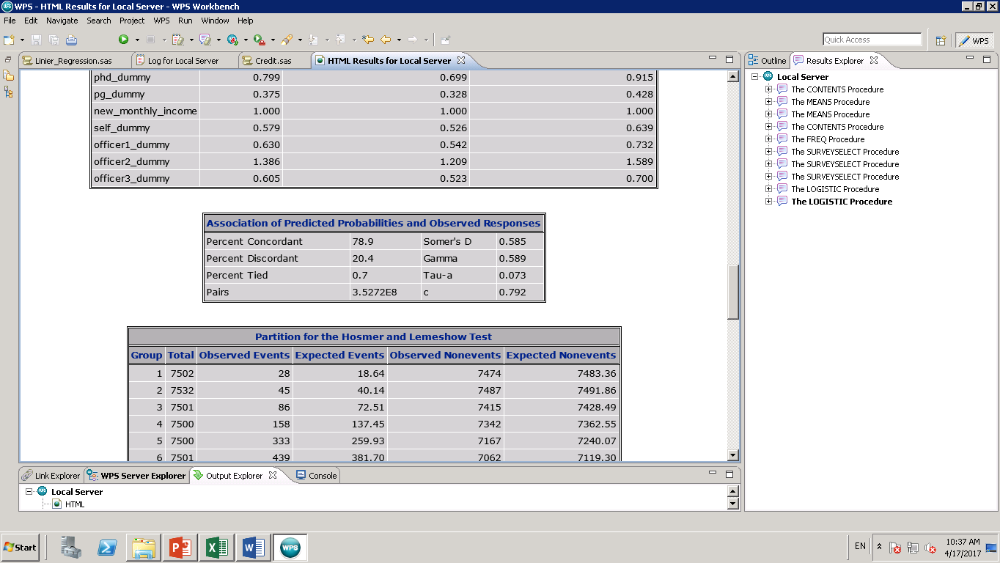 WPS - HTML Results for Local Server - WPS Workbench
File Edit Navigate Search Project WPS Run Window Help
Quick Access
WPS
Linier_Regression.sas Log for Local Server Credit.sas HTML Results for Local Server
phd_dummy 0.799 0.699 0.915
pg_dummy 0.375 0.328 0.428
new_monthly_income 1.000 1.000 1.000
self_dummy 0.579 0.526 0.639
officer1_dummy 0.630 0.542 0.732
officer2_dummy 1.386 1.209 1.589
officer3_dummy 0.605 0.523 0.700
Association of Predicted Probabilities and Observed Responses
Percent Concordant 78.9 Somer's D 0.585
Percent Discordant 20.4 Gamma 0.589
Percent Tied 0.7 Tau-a 0.073
Pairs 3.5272E8 c 0.792
Partition for the Hosmer and Lemeshow Test
Group Total Observed Events Expected Events Observed Nonevents Expected Nonevents
1 7502 28 18.64 7474 7483.36
2 7532 45 40.14 7487 7491.86
3 7501 86 72.51 7415 7428.49
4 7500 158 137.45 7342 7362.55
5 7500 333 259.93 7167 7240.07
6 7501 439 381.70 7062 7119.30
Outline Results Explorer
Local Server
The CONTENTS Procedure
The MEANS Procedure
The MEANS Procedure
The CONTENTS Procedure
The FREQ Procedure
The SURVEYSELECT Procedure
The SURVEYSELECT Procedure
The SURVEYSELECT Procedure
The LOGISTIC Procedure
The LOGISTIC Procedure
Link Explorer WPS Server Explorer Output Explorer Console
Local Server
HTML
Start
WPS
EN
10:37 AM
4/17/2017